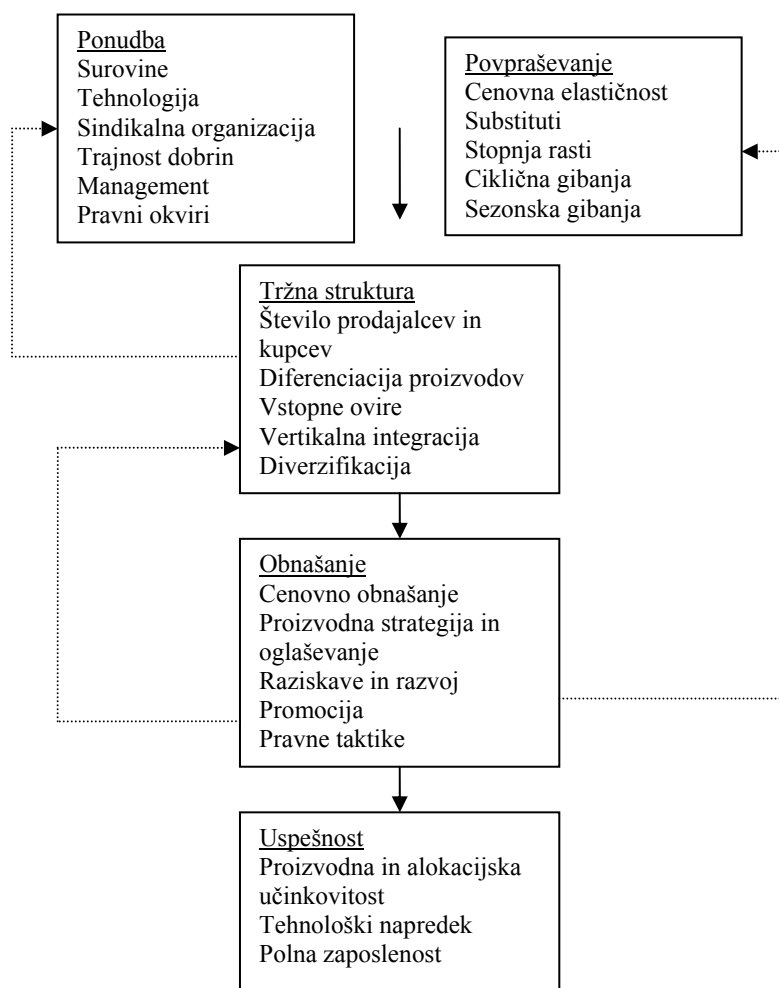 Ponudba
Surovine
Tehnologija
Sindikalna organizacija
Trajnost dobrin
Management
Pravni okviri
Povpraševanje
Cenovna elastičnost
Substituti
Stopnja rasti
Ciklična gibanja
Sezonska gibanja
Tržna struktura
Število prodajalcev in
kupcev
Diferenciacija proizvodov
Vstopne ovire
Vertikalna integracija
Diverzifikacija
Obnašanje
Cenovno obnašanje
Proizvodna strategija in
oglaševanje
Raziskave in razvoj
Promocija
Pravne taktike
Uspešnost
Proizvodna in alokacijska
učinkovitost
Tehnološki napredek
Polna zaposlenost